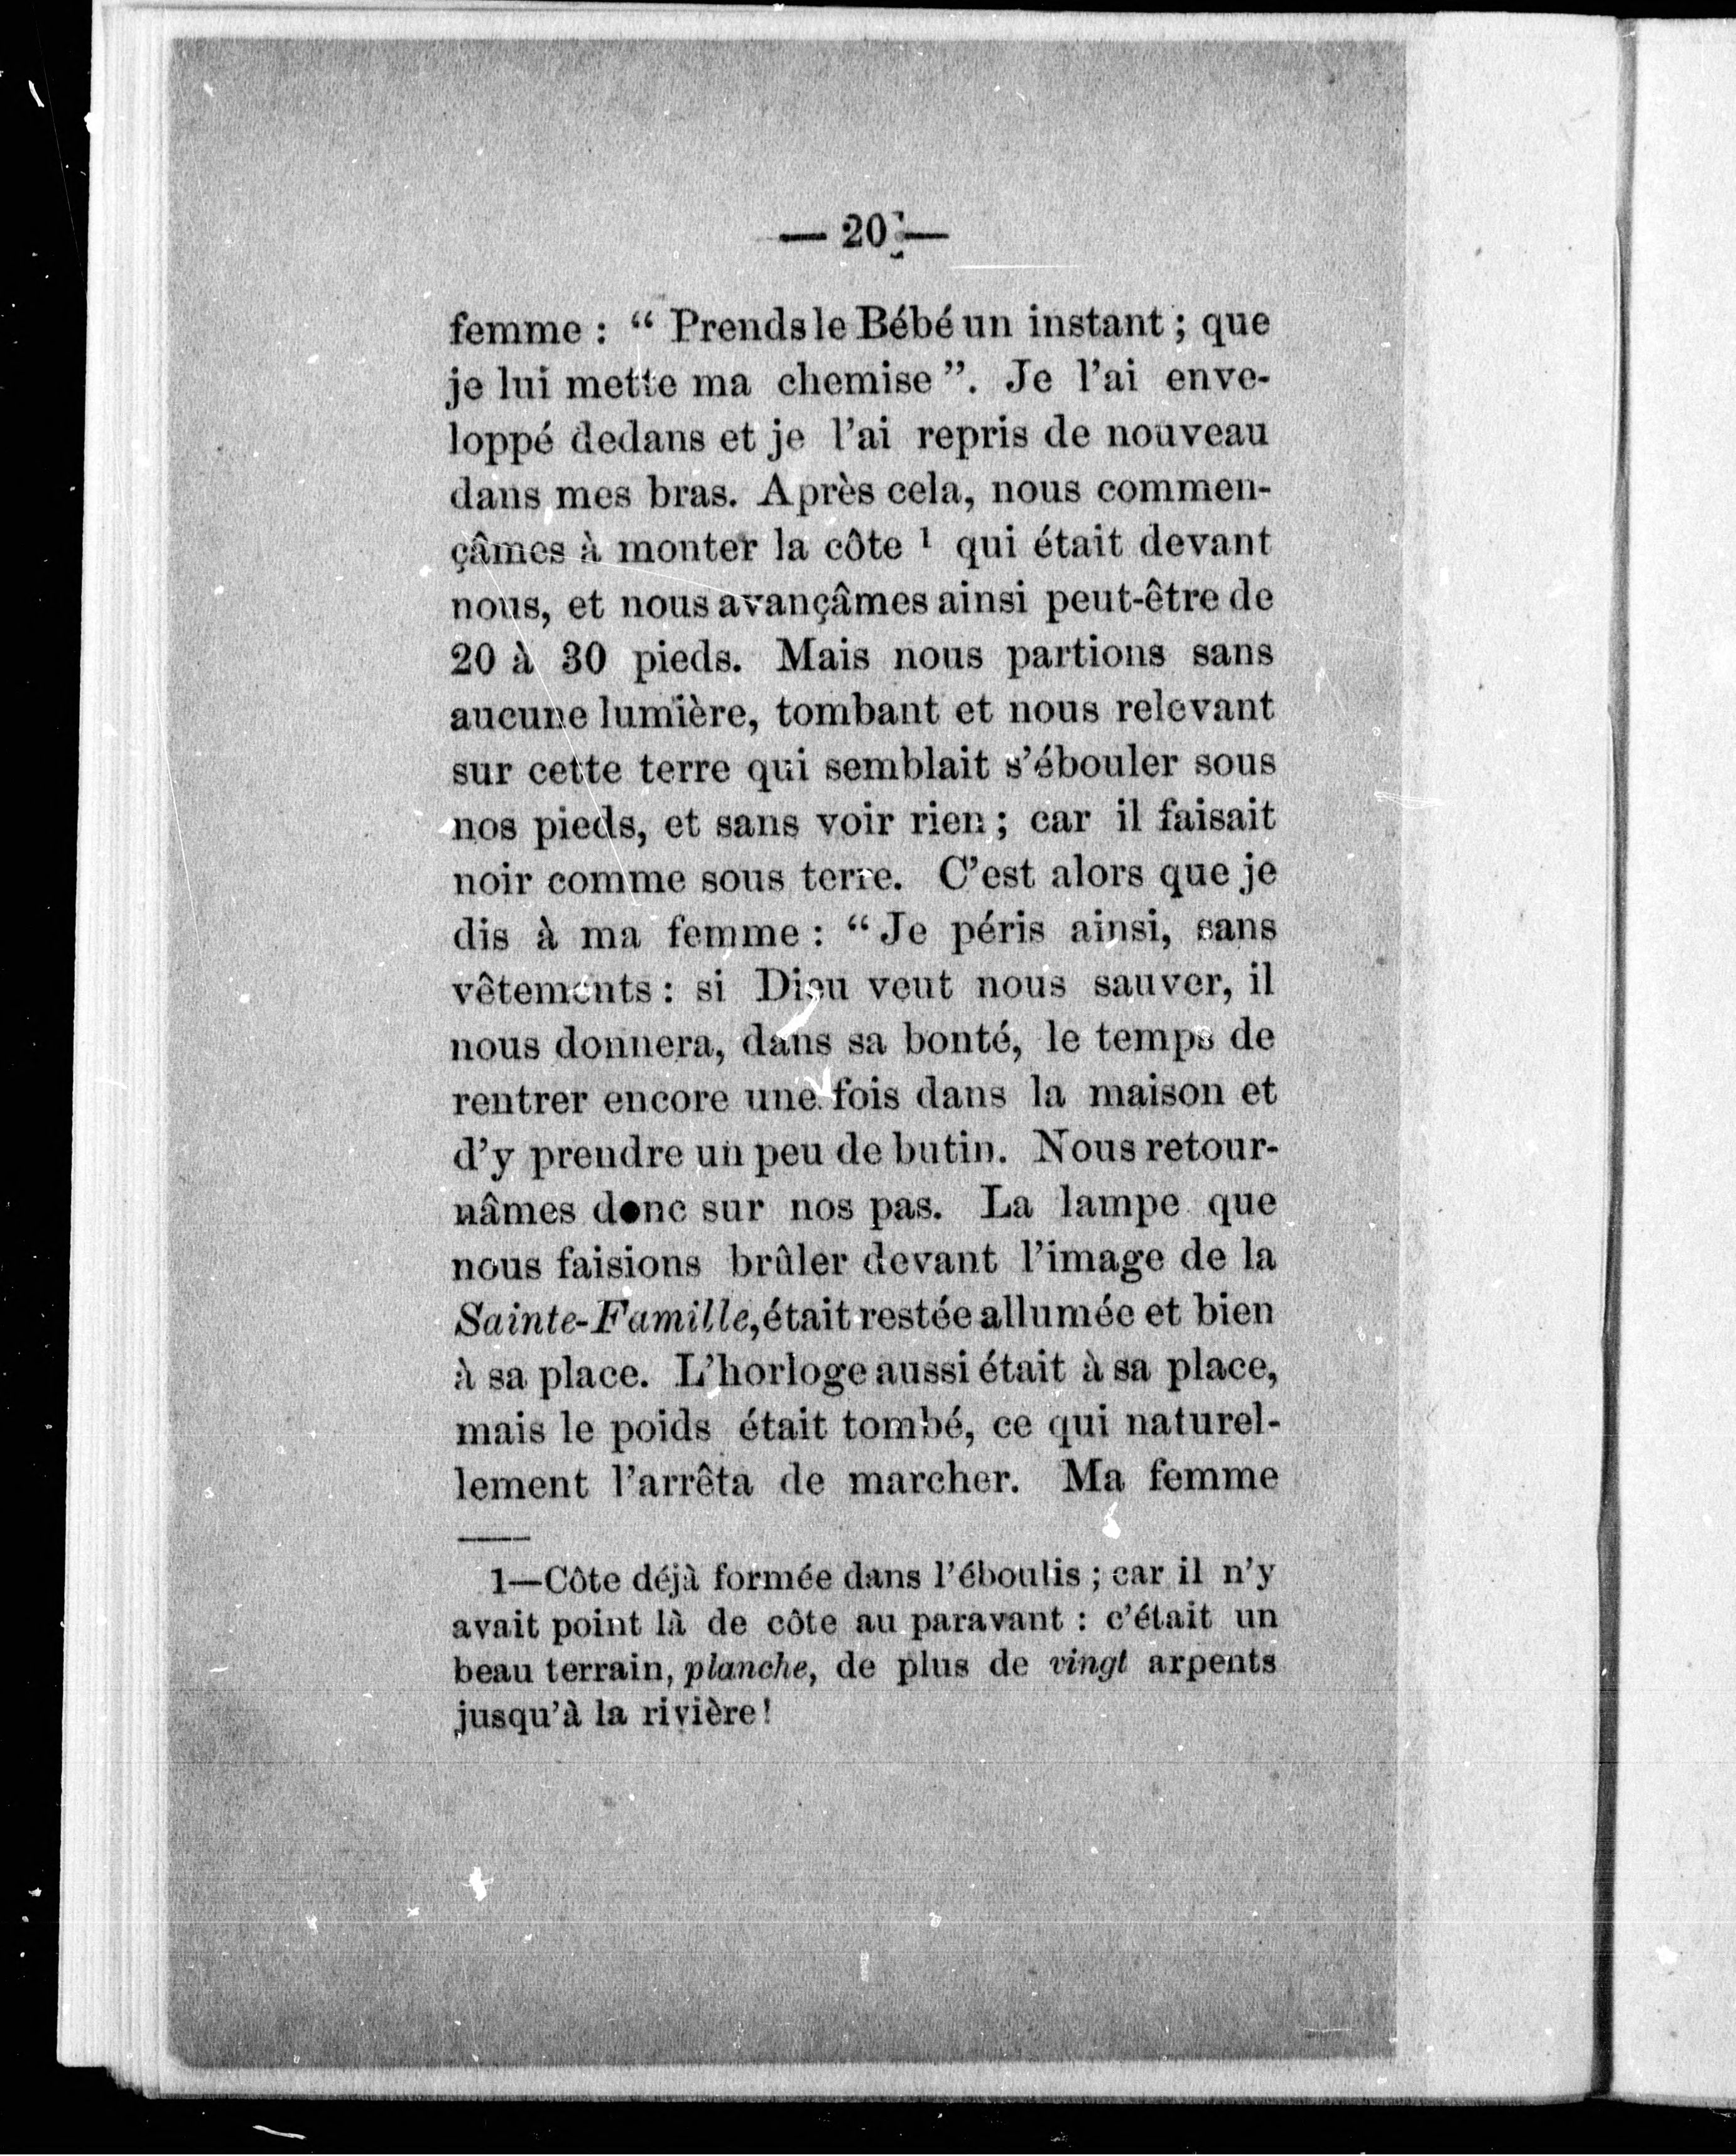 — 20 —
femme : “ Prends le Bébé un instant ; que
je lui mette ma chemise ”. Je l’ai enve-
loppé dedans et je l’ai repris de nouveau
dans mes bras. Après cela, nous commen-
çâmes à monter la côte 1 qui était devant
nous, et nous avançâmes ainsi peut-être de
20 à 30 pieds. Mais nous partions sans
aucune lumière, tombant et nous relevant
sur cette terre qui semblait s’ébouler sous
nos pieds, et sans voir rien ; car il faisait
noir comme sous terre. C’est alors que je
dis à ma femme : “ Je péris ainsi, sans
vêtements : si Dieu veut nous sauver, il
nous donnera, dans sa bonté, le temps de
rentrer encore une fois dans la maison et
d’y prendre un peu de butin. Nous retour-
nâmes donc sur nos pas. La lampe que
nous faisions brûler devant l’image de la
Sainte-Famille, était restée allumée et bien
à sa place. L’horloge aussi était à sa place,
mais le poids était tombé, ce qui naturel-
lement l’arrêta de marcher. Ma femme
1—Côte déjà formée dans l’éboulis ; car il n’y
avait point là de côte au paravant : c’était un
beau terrain, planche, de plus de vingt arpents
jusqu’à la rivière !